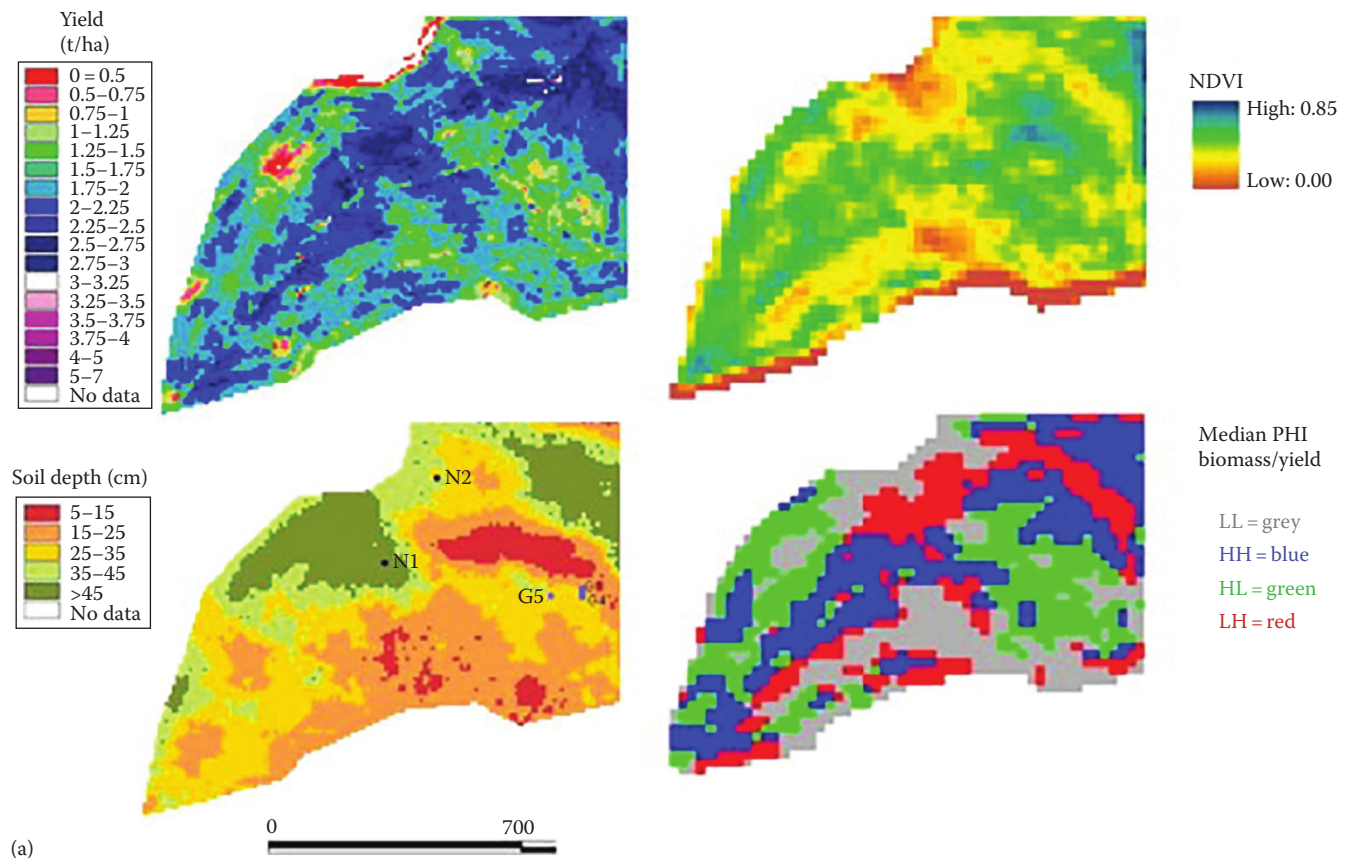 Yield
(t/ha)
0 = 0.5
0.5–0.75
0.75–1
1–1.25
1.25–1.5
1.5–1.75
1.75–2
2–2.25
2.25–2.5
2.5–2.75
2.75–3
3–3.25
3.25–3.5
3.5–3.75
3.75–4
4–5
5–7
No data
NDVI
High: 0.85
Low: 0.00
Soil depth (cm)
5–15
15–25
25–35
35–45
>45
No data
N2
N1
G5
Median PHI
biomass/yield
LL = grey
HH = blue
HL = green
LH = red
0 700
(a)